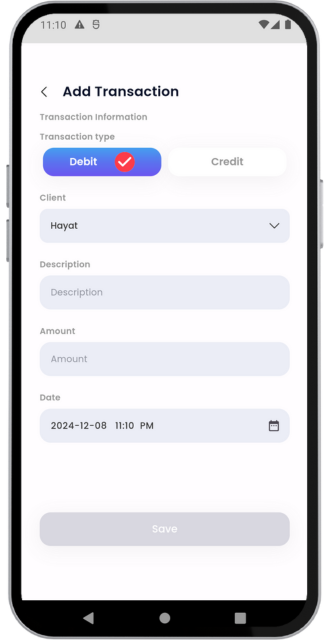 11:10
Add Transaction
Transaction Information
Transaction type
Debit Credit
Client
Hayat
Description
Description
Amount
Amount
Date
2024-12-08 11:10 PM
Save